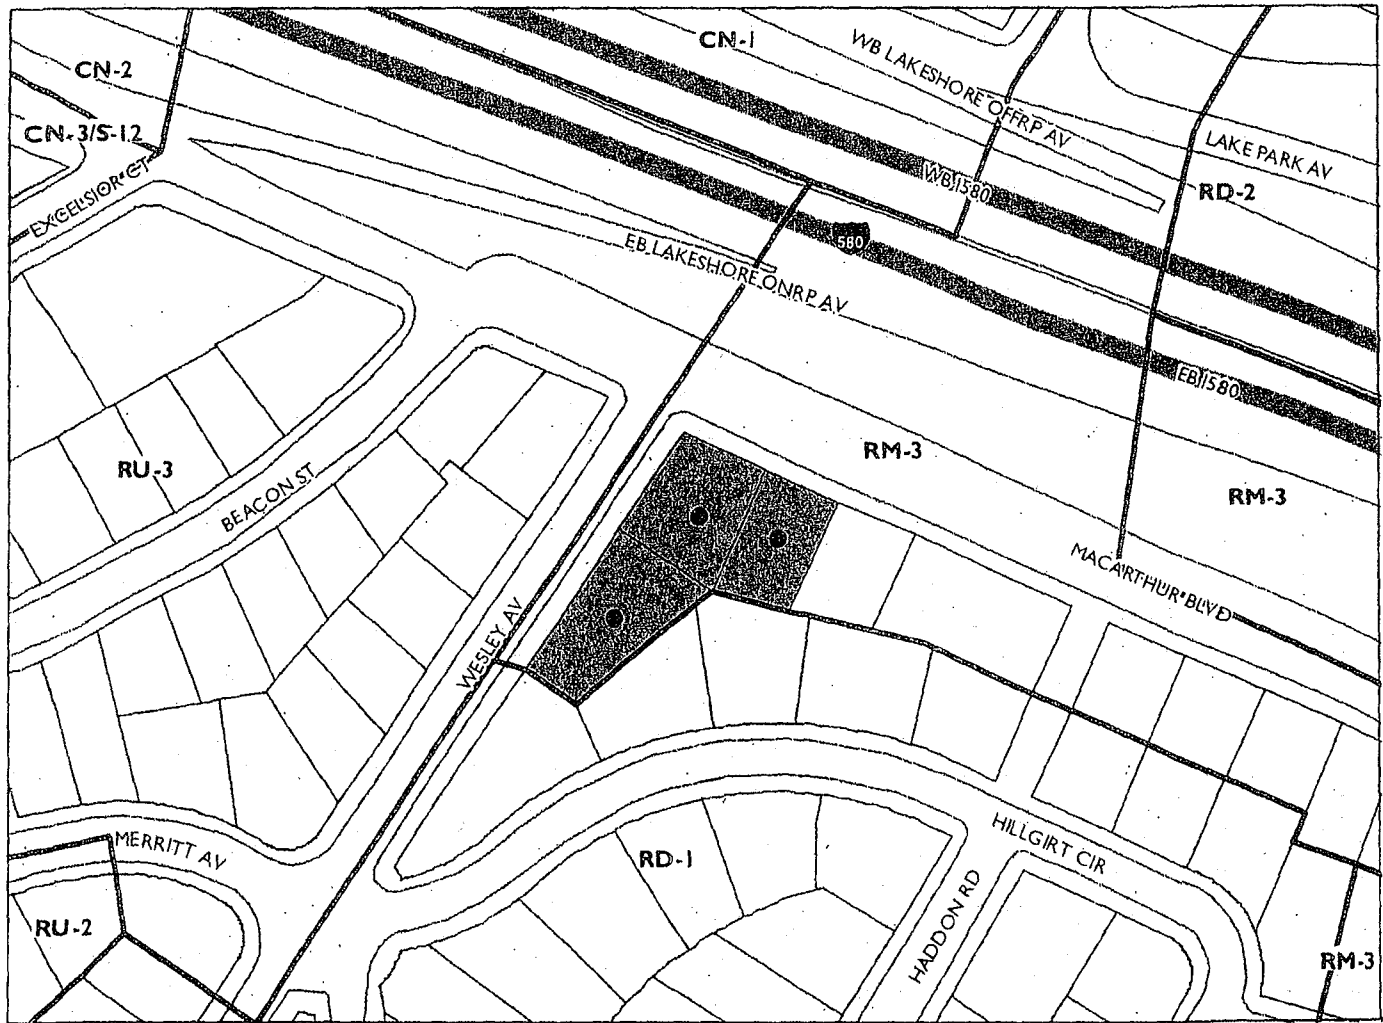 CN-1
WB LAKESHORE OFFRP AV
CN-2
CN-3/S-12
LAKE PARK AV
EXCELSIOR CT
WB I580
RD-2
580
EB LAKESHORE ONRP AV
EB I580
RM-3
RU-3
BEACON ST
RM-3
MACARTHUR BLVD
WESLEY AV
MERRITT AV
HILLGIRT CIR
RD-1
HADDON RD
RU-2
RM-3